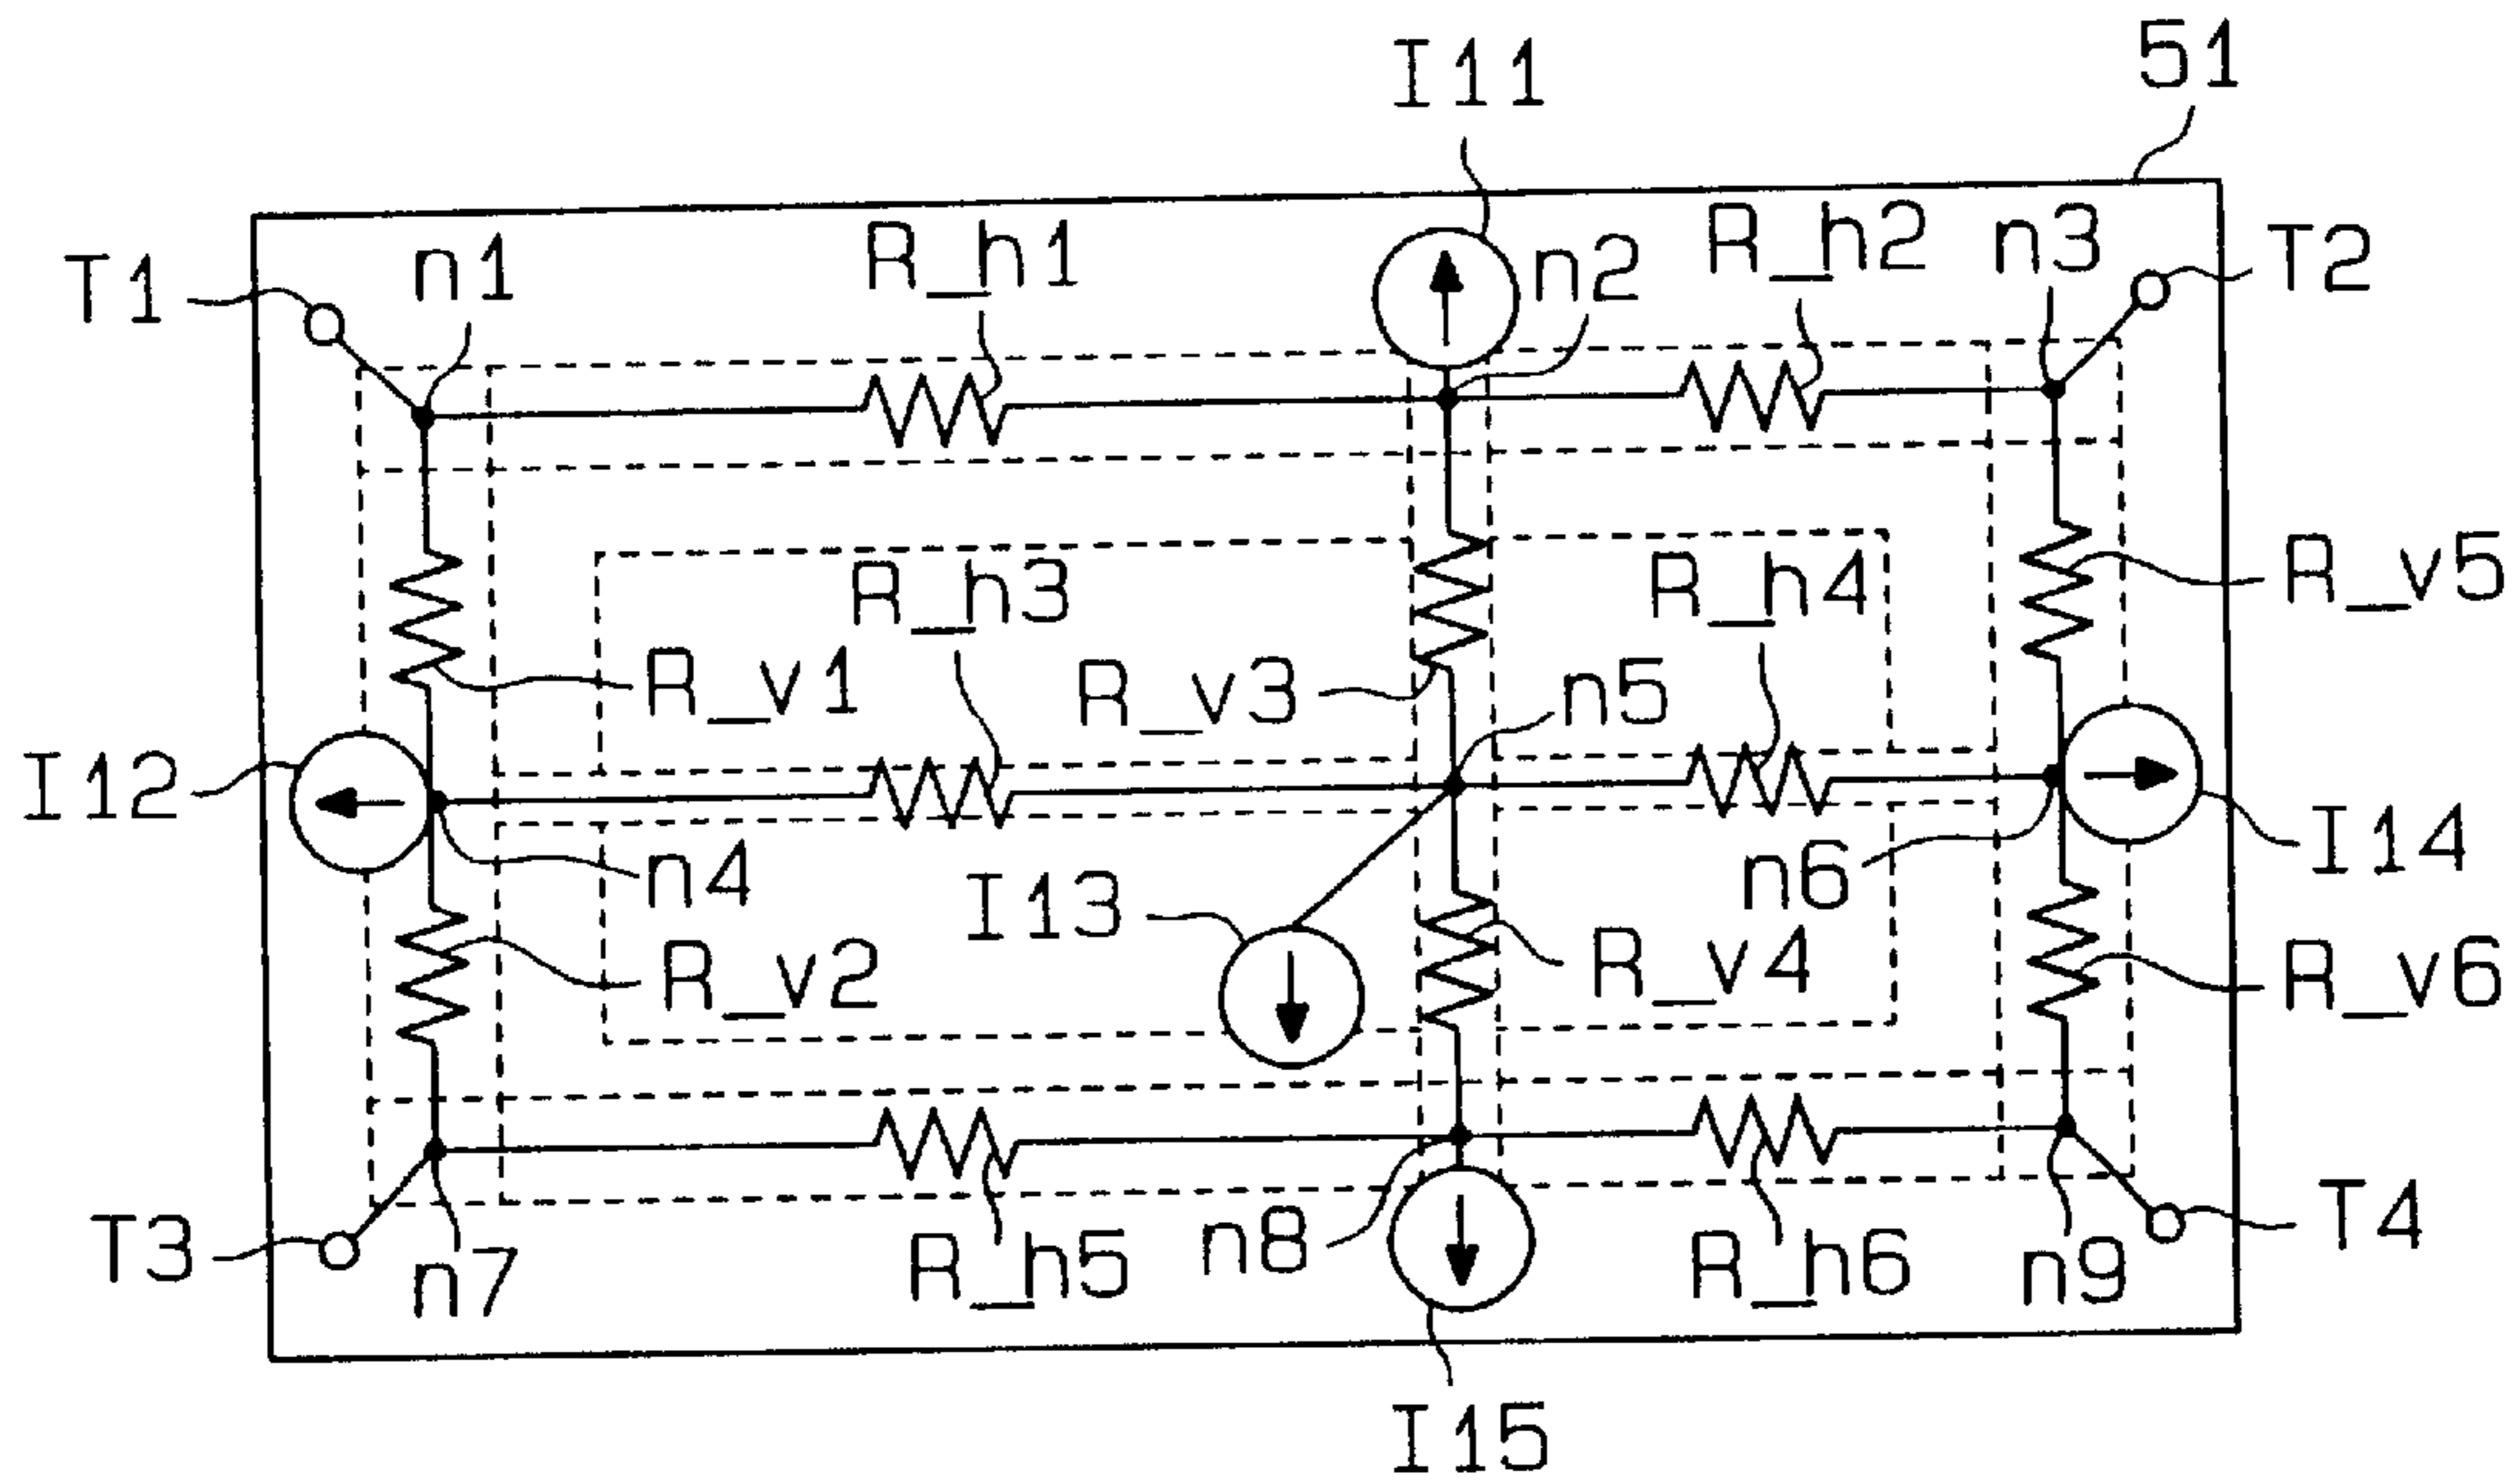 I11
51
T1
n1
R_h1
n2
R_h2
n3
T2
R_h3
R_h4
R_v5
R_v1
R_v3
n5
I12
n4
I13
n6
I14
R_v2
R_v4
R_v6
T3
n7
R_h5
n8
R_h6
n9
T4
I15